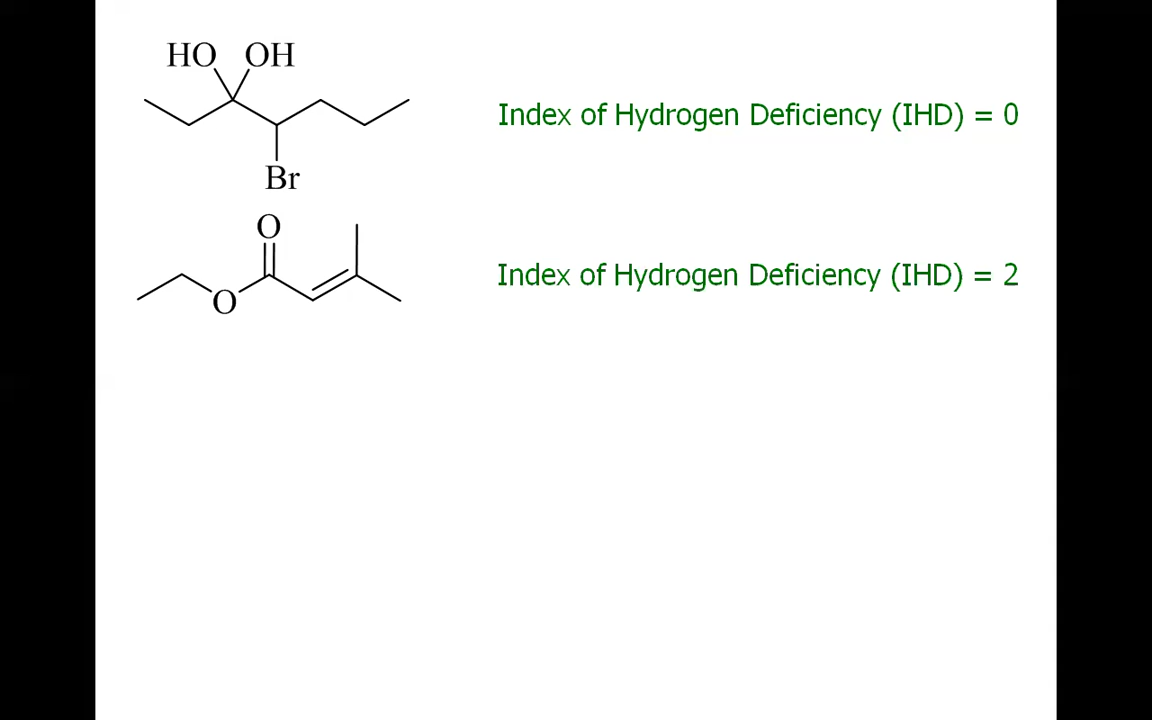 HO OH
Index of Hydrogen Deficiency (IHD) = 0
Br
O
Index of Hydrogen Deficiency (IHD) = 2
O